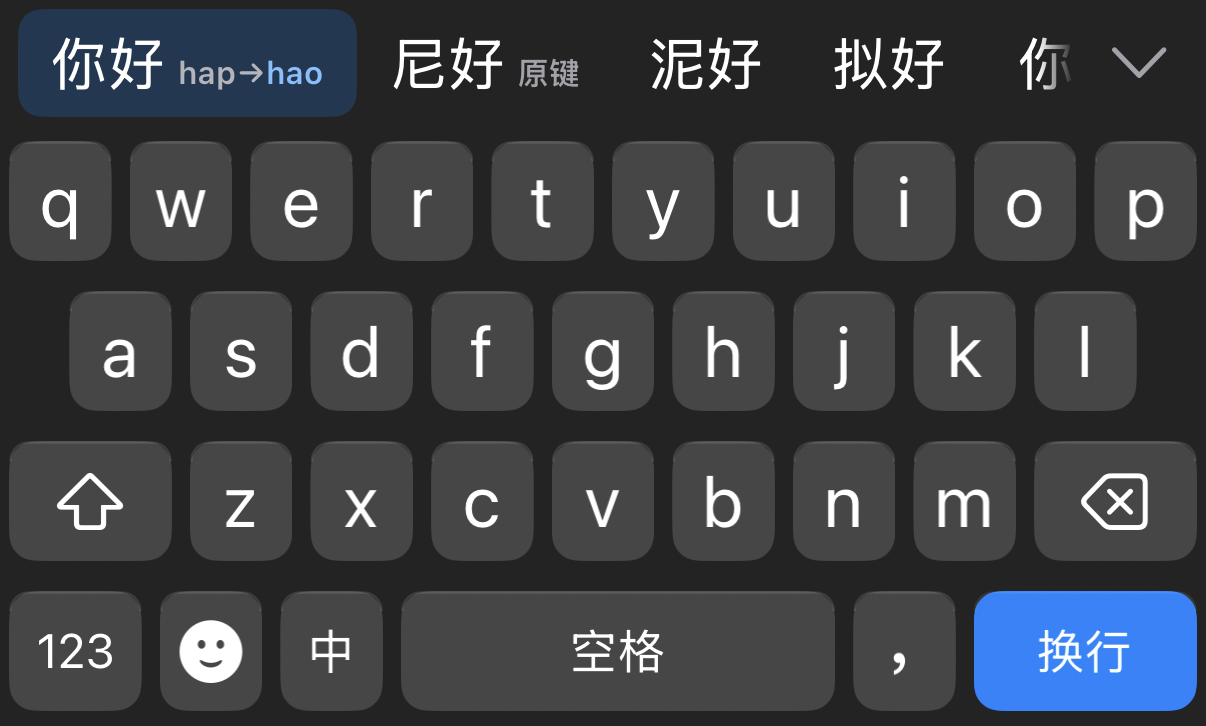 你好 hap→hao 尼好 原键 泥好 拟好 你
q w e r t y u i o p
a s d f g h j k l
z x c v b n m
123 中 空格 , 换行